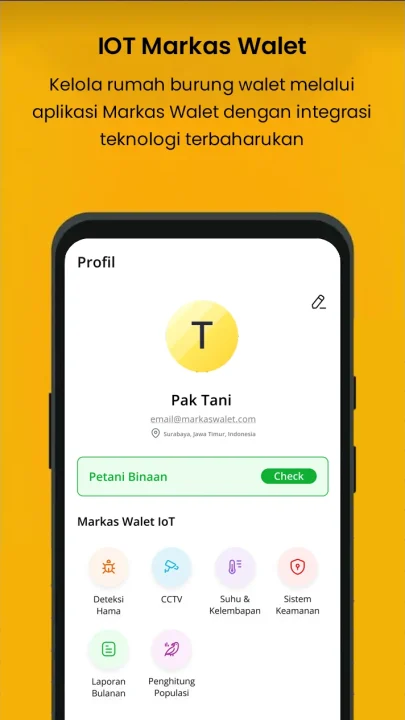 IOT Markas Walet
Kelola rumah burung walet melalui
aplikasi Markas Walet dengan integrasi
teknologi terbaharukan
Profil
T
Pak Tani
email@markaswalet.com
Surabaya, Jawa Timur, Indonesia
Petani Binaan
Check
Markas Walet IoT
Deteksi
Hama
CCTV
Suhu &
Kelembapan
Sistem
Keamanan
Laporan
Bulanan
Penghitung
Populasi